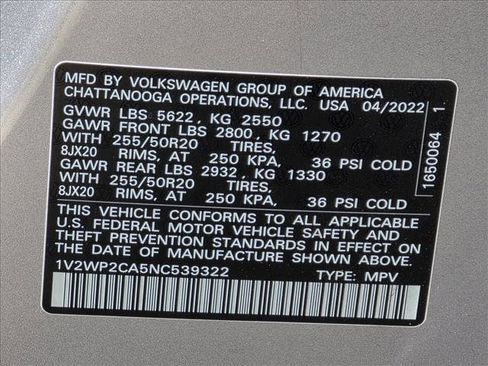 MFD BY VOLKSWAGEN GROUP OF AMERICA
CHATTANOOGA OPERATIONS, LLC. USA 04/2022
GVWR LBS 5622, KG 2550
GAWR FRONT LBS 2800, KG 1270
WITH 255/50R20 TIRES,
8JX20 RIMS, AT 250 KPA, 36 PSI COLD
GAWR REAR LBS 2932, KG 1330
WITH 255/50R20 TIRES,
8JX20 RIMS, AT 250 KPA, 36 PSI COLD
THIS VEHICLE CONFORMS TO ALL APPLICABLE
U.S. FEDERAL MOTOR VEHICLE SAFETY AND
THEFT PREVENTION STANDARDS IN EFFECT ON
THE DATE OF MANUFACTURE SHOWN ABOVE.
1V2WP2CA5NC539322 TYPE: MPV
1650064 1